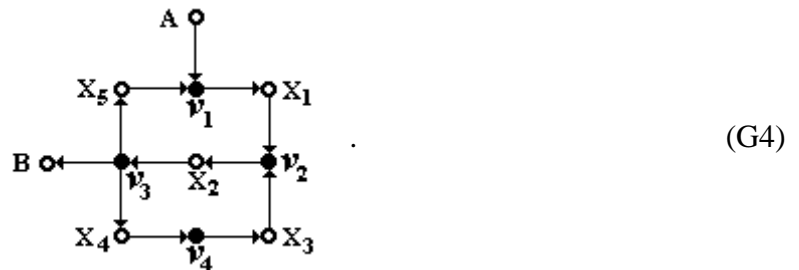 A
X₅ v₁ X₁
. (G4)
B v₃ X₂ v₂
X₄ v₄ X₃